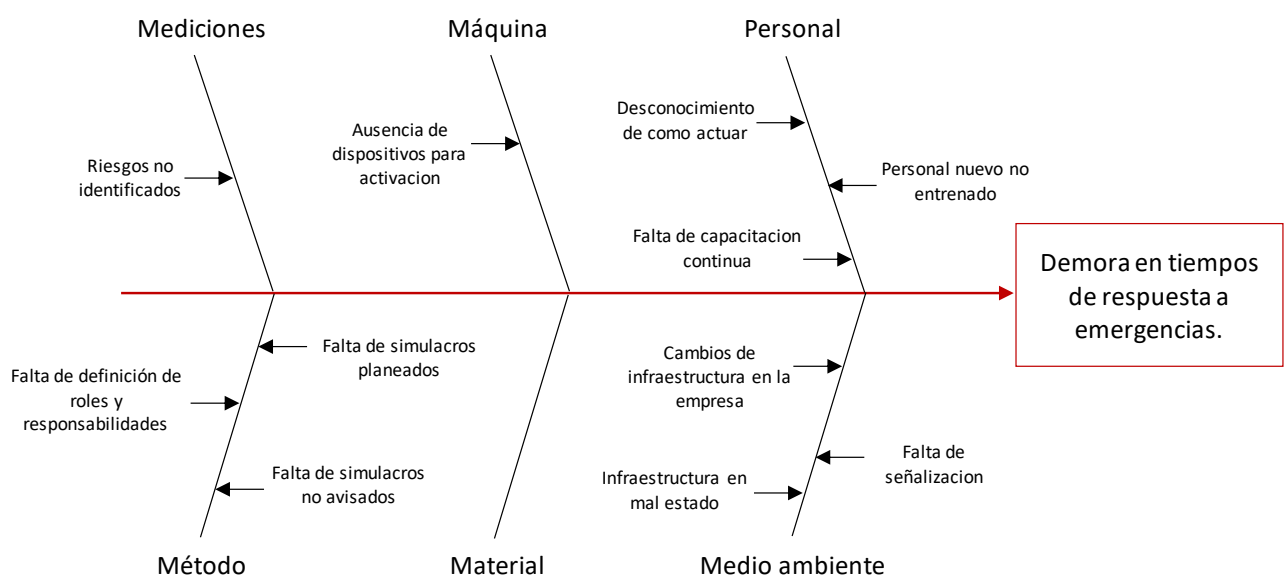 Mediciones
Máquina
Personal
Desconocimiento
de como actuar
Ausencia de
dispositivos para
activacion
Riesgos no
identificados
Personal nuevo no
entrenado
Falta de capacitacion
continua
Demora en tiempos
de respuesta a
emergencias.
Falta de simulacros
planeados
Cambios de
infraestructura en la
empresa
Falta de definición de
roles y
responsabilidades
Falta de
señalizacion
Falta de simulacros
no avisados
Infraestructura en
mal estado
Método
Material
Medio ambiente